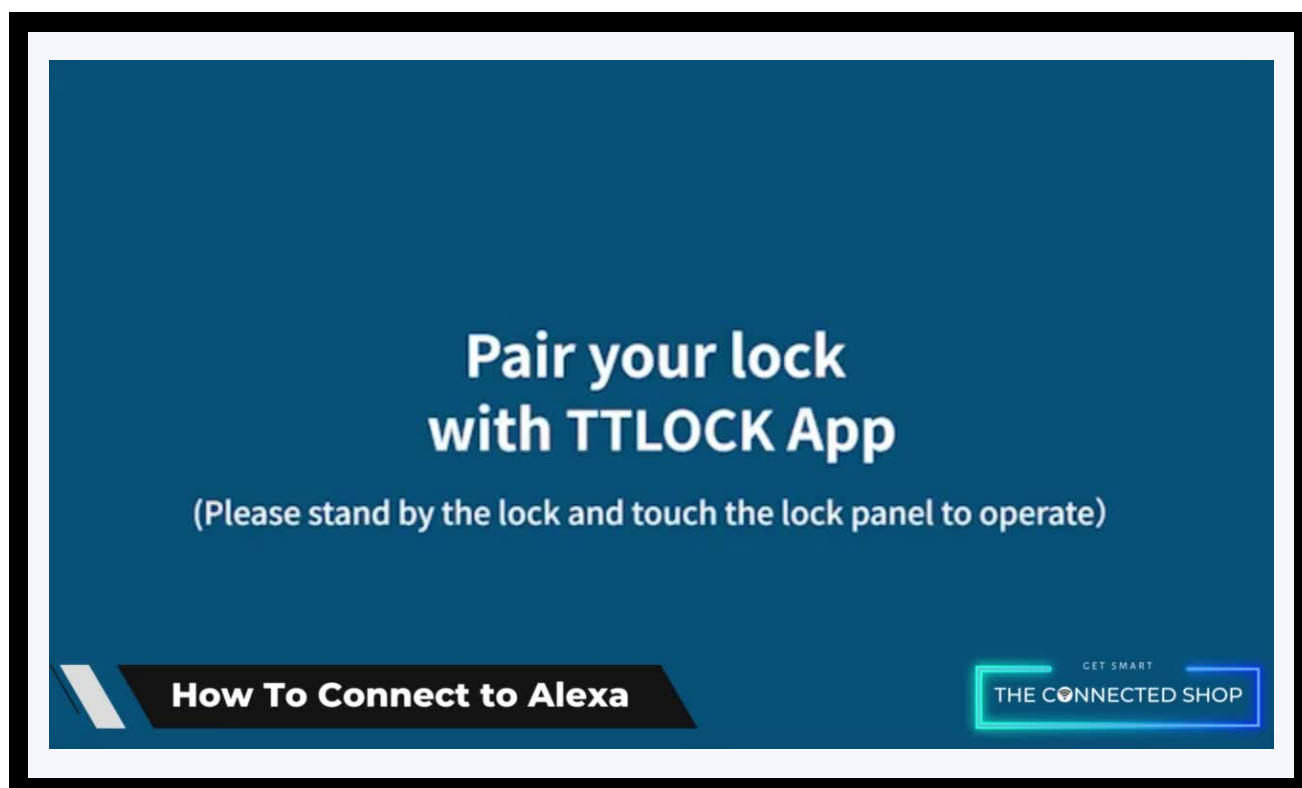 Pair your lock
with TTLOCK App
(Please stand by the lock and touch the lock panel to operate)
How To Connect to Alexa
GET SMART
THE CONNECTED SHOP